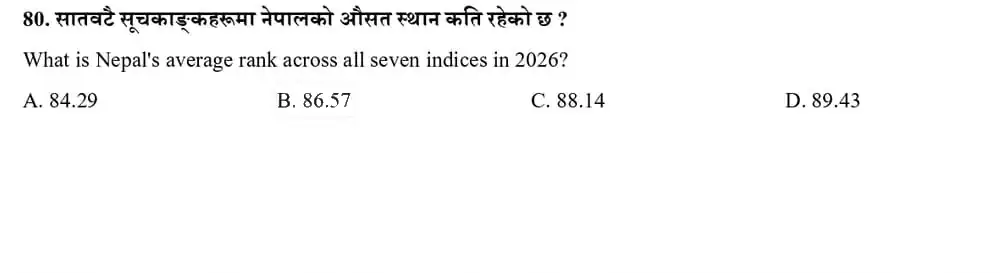 80. सातवटै सूचकाङ्कहरूमा नेपालको औसत स्थान कति रहेको छ ?
What is Nepal's average rank across all seven indices in 2026?
A. 84.29 B. 86.57 C. 88.14 D. 89.43